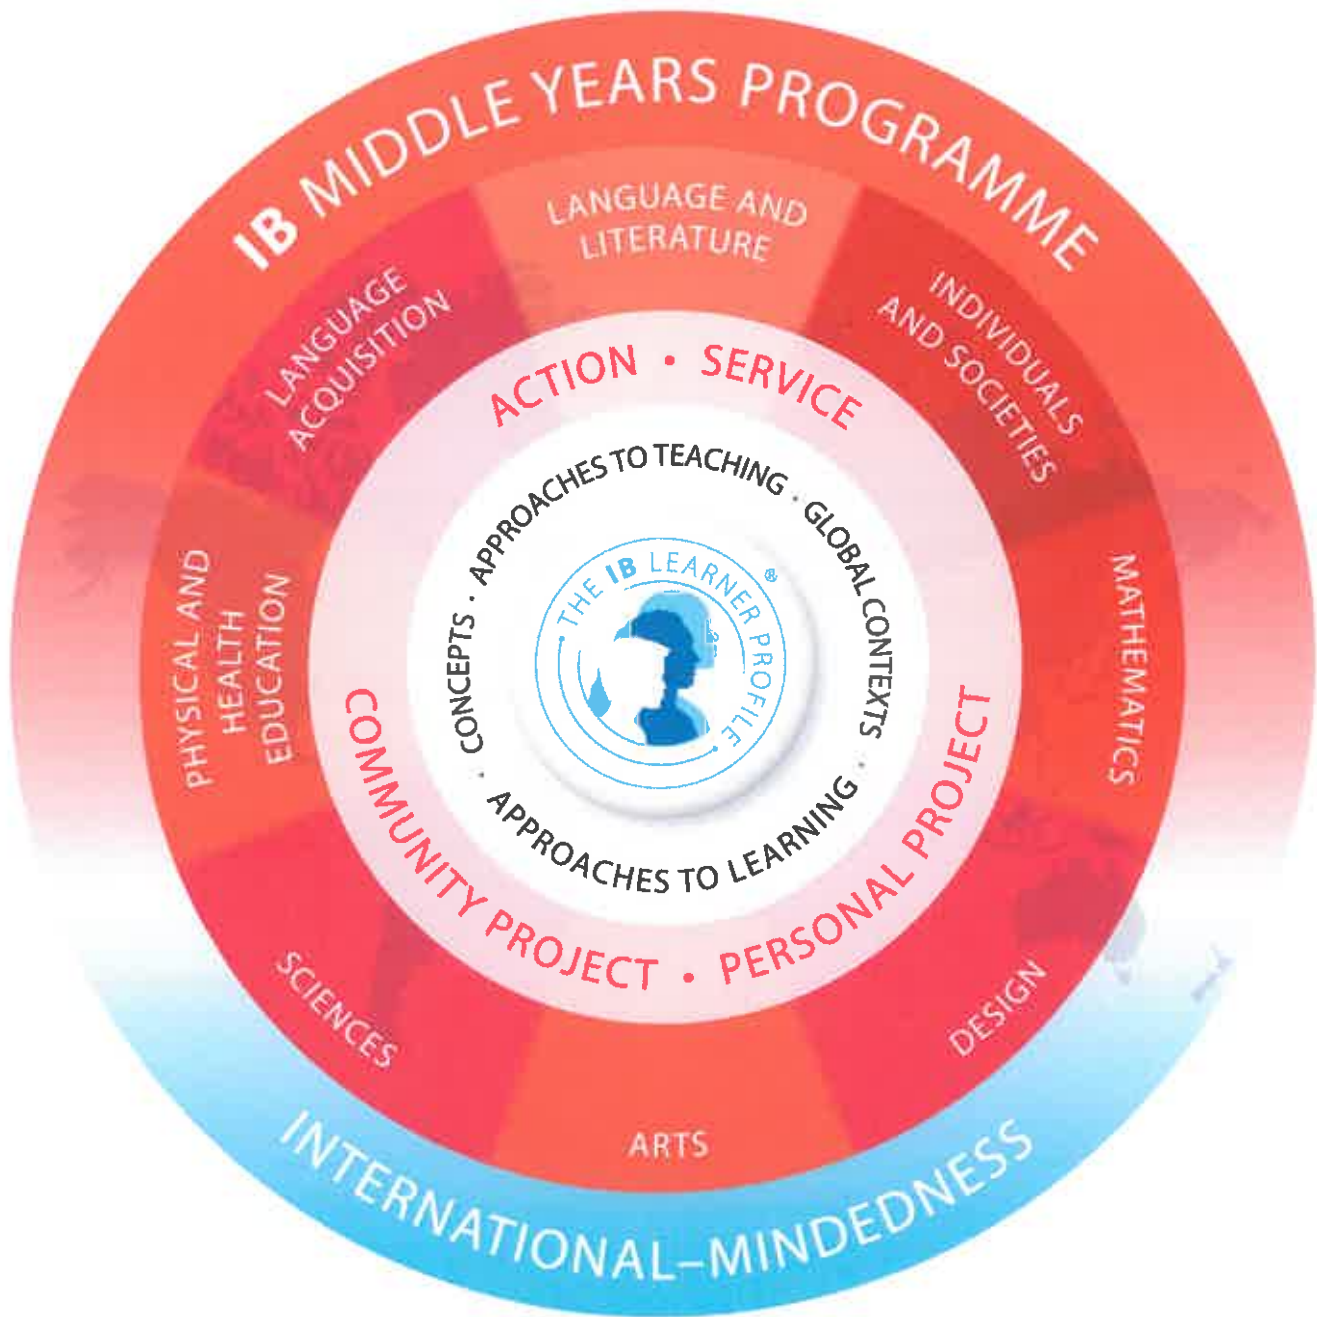 IB MIDDLE YEARS PROGRAMME
LANGUAGE AND
LITERATURE
INDIVIDUALS
AND SOCIETIES
MATHEMATICS
DESIGN
ARTS
SCIENCES
PHYSICAL AND
HEALTH
EDUCATION
LANGUAGE
ACQUISITION
ACTION · SERVICE
COMMUNITY PROJECT · PERSONAL PROJECT
CONCEPTS · APPROACHES TO TEACHING · GLOBAL CONTEXTS ·
APPROACHES TO LEARNING ·
· THE IB LEARNER PROFILE ·
®
INTERNATIONAL–MINDEDNESS